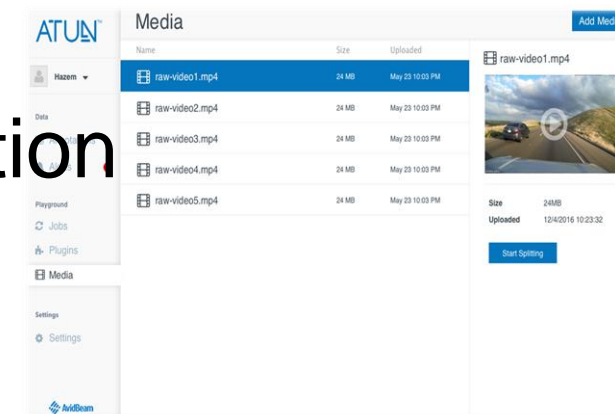 ATUN™
Media
Add Media
Name Size Uploaded
Hazem
raw-video1.mp4 24 MB May 23 10:03 PM
raw-video2.mp4 24 MB May 23 10:03 PM
raw-video3.mp4 24 MB May 23 10:03 PM
raw-video4.mp4 24 MB May 23 10:03 PM
raw-video5.mp4 24 MB May 23 10:03 PM
Data
tion
Playground
Jobs
Plugins
Media
Settings
Settings
AvidBeam
raw-video1.mp4
Size 24MB
Uploaded 12/4/2016 10:23:32
Start Splitting